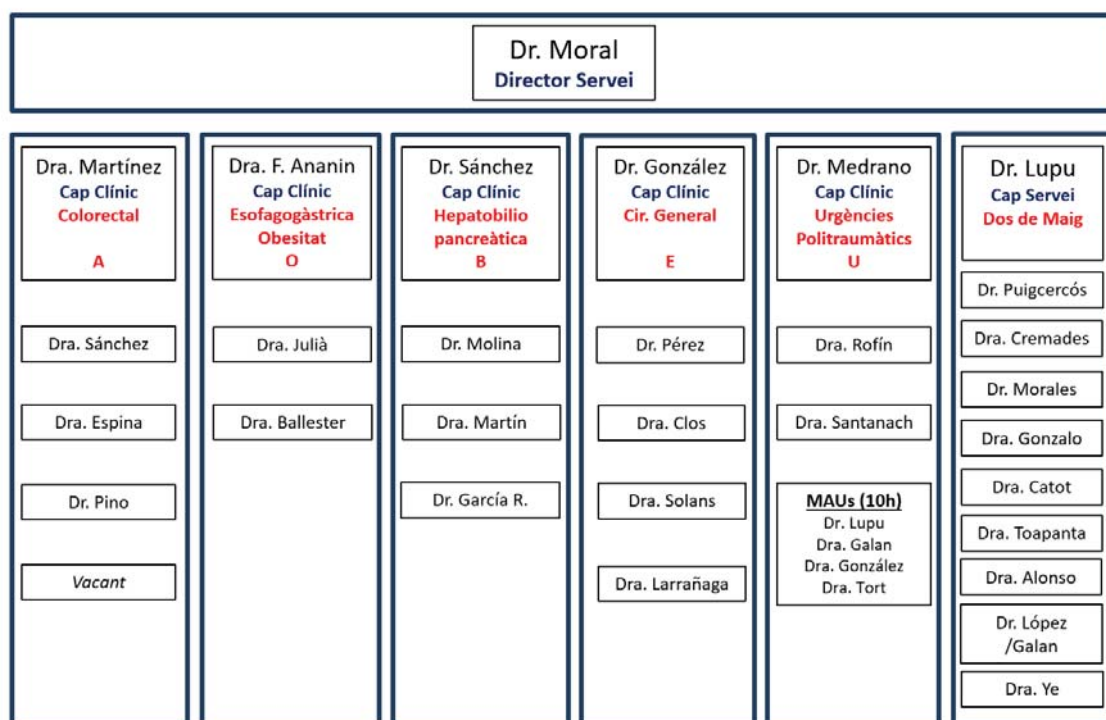 Dr. Moral
Director Servei
Dra. Martínez
Cap Clínic
Colorectal
A
Dra. Sánchez
Dra. Espina
Dr. Pino
Vacant
Dra. F. Ananin
Cap Clínic
Esofagogàstrica
Obesitat
O
Dra. Julià
Dra. Ballester
Dr. Sánchez
Cap Clínic
Hepatobilio
pancreàtica
B
Dr. Molina
Dra. Martín
Dr. García R.
Dr. González
Cap Clínic
Cir. General
E
Dr. Pérez
Dra. Clos
Dra. Solans
Dra. Larrañaga
Dr. Medrano
Cap Clínic
Urgències
Politraumàtics
U
Dra. Rofín
Dra. Santanach
MAUs (10h)
Dr. Lupu
Dra. Galan
Dra. González
Dra. Tort
Dr. Lupu
Cap Servei
Dos de Maig
Dr. Puigcercós
Dra. Cremades
Dr. Morales
Dra. Gonzalo
Dra. Catot
Dra. Toapanta
Dra. Alonso
Dr. López
/Galan
Dra. Ye